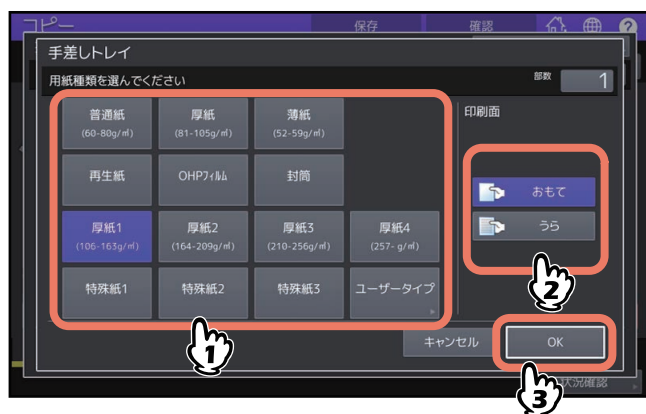 コピー
保存
確認
?
手差しトレイ
用紙種類を選んでください
部数
1
普通紙
(60-80g/㎡)
厚紙
(81-105g/㎡)
薄紙
(52-59g/㎡)
印刷面
再生紙
OHPフィルム
封筒
おもて
厚紙1
(106-163g/㎡)
厚紙2
(164-209g/㎡)
厚紙3
(210-256g/㎡)
厚紙4
(257- g/㎡)
うら
特殊紙1
特殊紙2
特殊紙3
ユーザータイプ
1
2
キャンセル
OK
3
状況確認